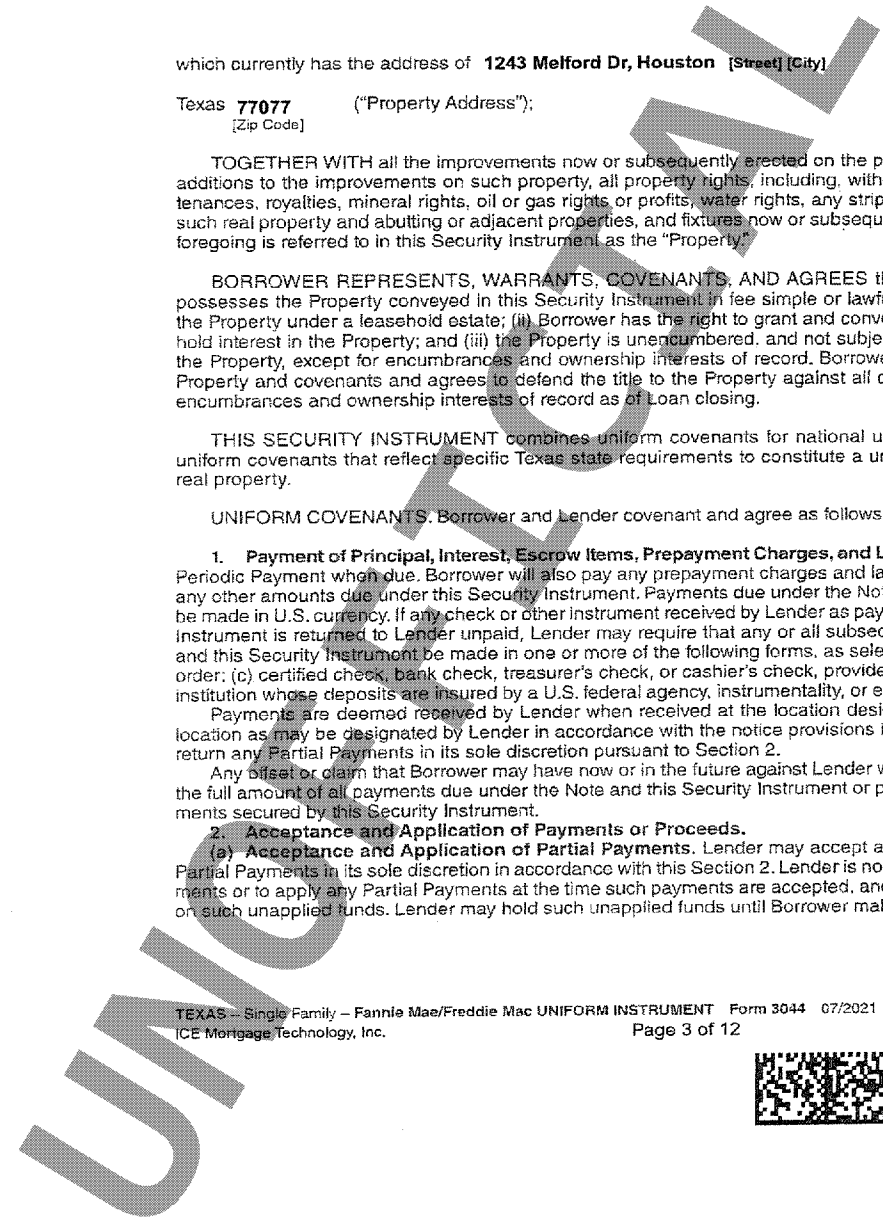 which currently has the address of 1243 Melford Dr, Houston [Street] [City]
Texas 77077 ("Property Address");
[Zip Code]
TOGETHER WITH all the improvements now or subsequently erected on the p
additions to the improvements on such property, all property rights, including, with
tenances, royalties, mineral rights, oil or gas rights or profits, water rights, any strip
such real property and abutting or adjacent properties, and fixtures now or subsequ
foregoing is referred to in this Security Instrument as the "Property."
BORROWER REPRESENTS, WARRANTS, COVENANTS, AND AGREES t
possesses the Property conveyed in this Security Instrument in fee simple or lawf
the Property under a leasehold estate; (ii) Borrower has the right to grant and conv
hold interest in the Property; and (iii) the Property is unencumbered, and not subje
the Property, except for encumbrances and ownership interests of record. Borrowe
Property and covenants and agrees to defend the title to the Property against all c
encumbrances and ownership interests of record as of Loan closing.
THIS SECURITY INSTRUMENT combines uniform covenants for national u
uniform covenants that reflect specific Texas state requirements to constitute a u
real property.
UNIFORM COVENANTS. Borrower and Lender covenant and agree as follows
1. Payment of Principal, Interest, Escrow Items, Prepayment Charges, and L
Periodic Payment when due. Borrower will also pay any prepayment charges and la
any other amounts due under this Security Instrument. Payments due under the No
be made in U.S. currency. If any check or other instrument received by Lender as pay
Instrument is returned to Lender unpaid, Lender may require that any or all subsec
and this Security Instrument be made in one or more of the following forms, as sele
order; (c) certified check, bank check, treasurer's check, or cashier's check, provide
institution whose deposits are insured by a U.S. federal agency, instrumentality, or e
Payments are deemed received by Lender when received at the location desi
location as may be designated by Lender in accordance with the notice provisions i
return any Partial Payments in its sole discretion pursuant to Section 2.
Any offset or claim that Borrower may have now or in the future against Lender v
the full amount of all payments due under the Note and this Security Instrument or p
ments secured by this Security Instrument.
2. Acceptance and Application of Payments or Proceeds.
(a) Acceptance and Application of Partial Payments. Lender may accept a
Partial Payments in its sole discretion in accordance with this Section 2. Lender is no
ments or to apply any Partial Payments at the time such payments are accepted, and
on such unapplied funds. Lender may hold such unapplied funds until Borrower mak
TEXAS – Single Family – Fannie Mae/Freddie Mac UNIFORM INSTRUMENT Form 3044 07/2021
ICE Mortgage Technology, Inc. Page 3 of 12
UNOFFICIAL